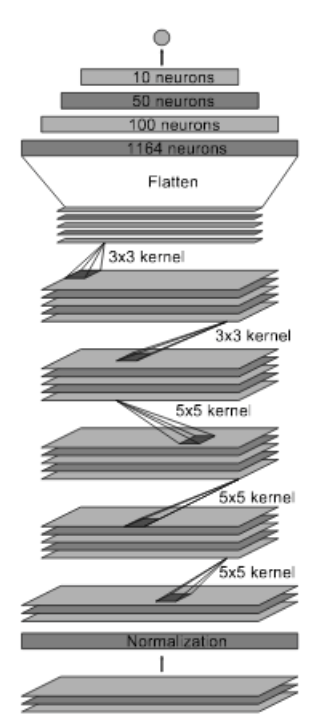 10 neurons
50 neurons
100 neurons
1164 neurons
Flatten
3x3 kernel
3x3 kernel
5x5 kernel
5x5 kernel
5x5 kernel
Normalization